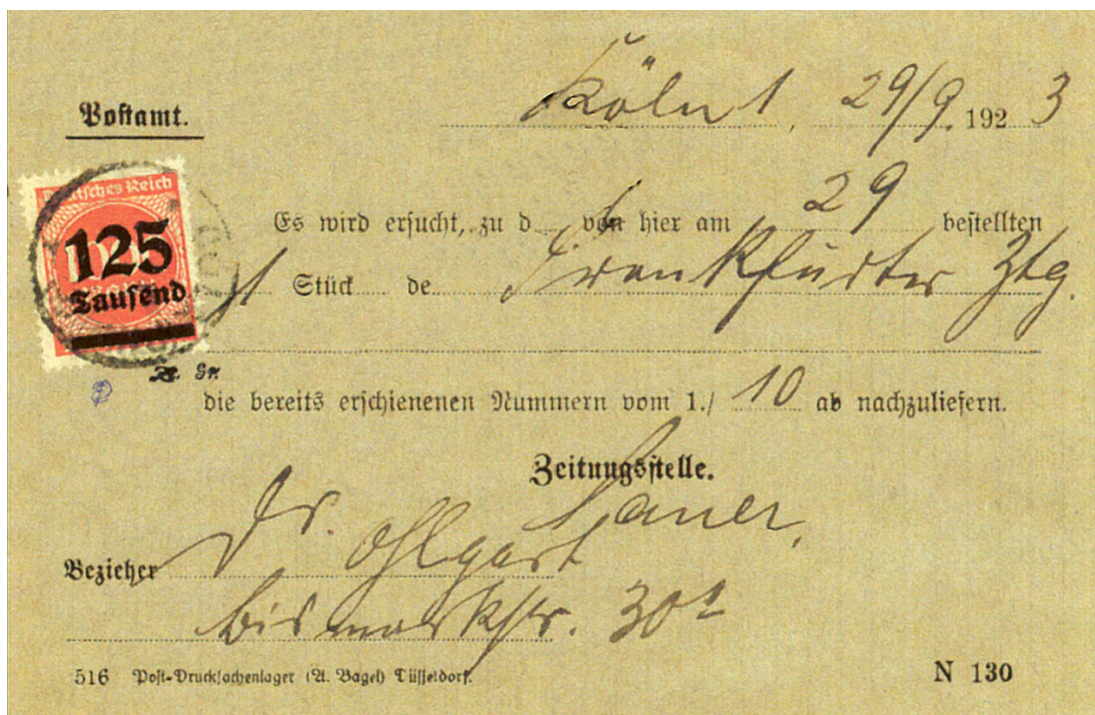 Köln 1, 29/9. 1923
Postamt.
Deutsches Reich
125
Tausend
Es wird ersucht, zu d von hier am 29 bestellten
1 Stück de Frankfurter Ztg.
die bereits erschienenen Nummern vom 1./10 ab nachzuliefern.
Zeitungsstelle.
Dr. Ohlgart
Bezieher
Bismarkstr. 30
516 Post-Drucksachenlager (A. Bagel) Düsseldorf.
N 130